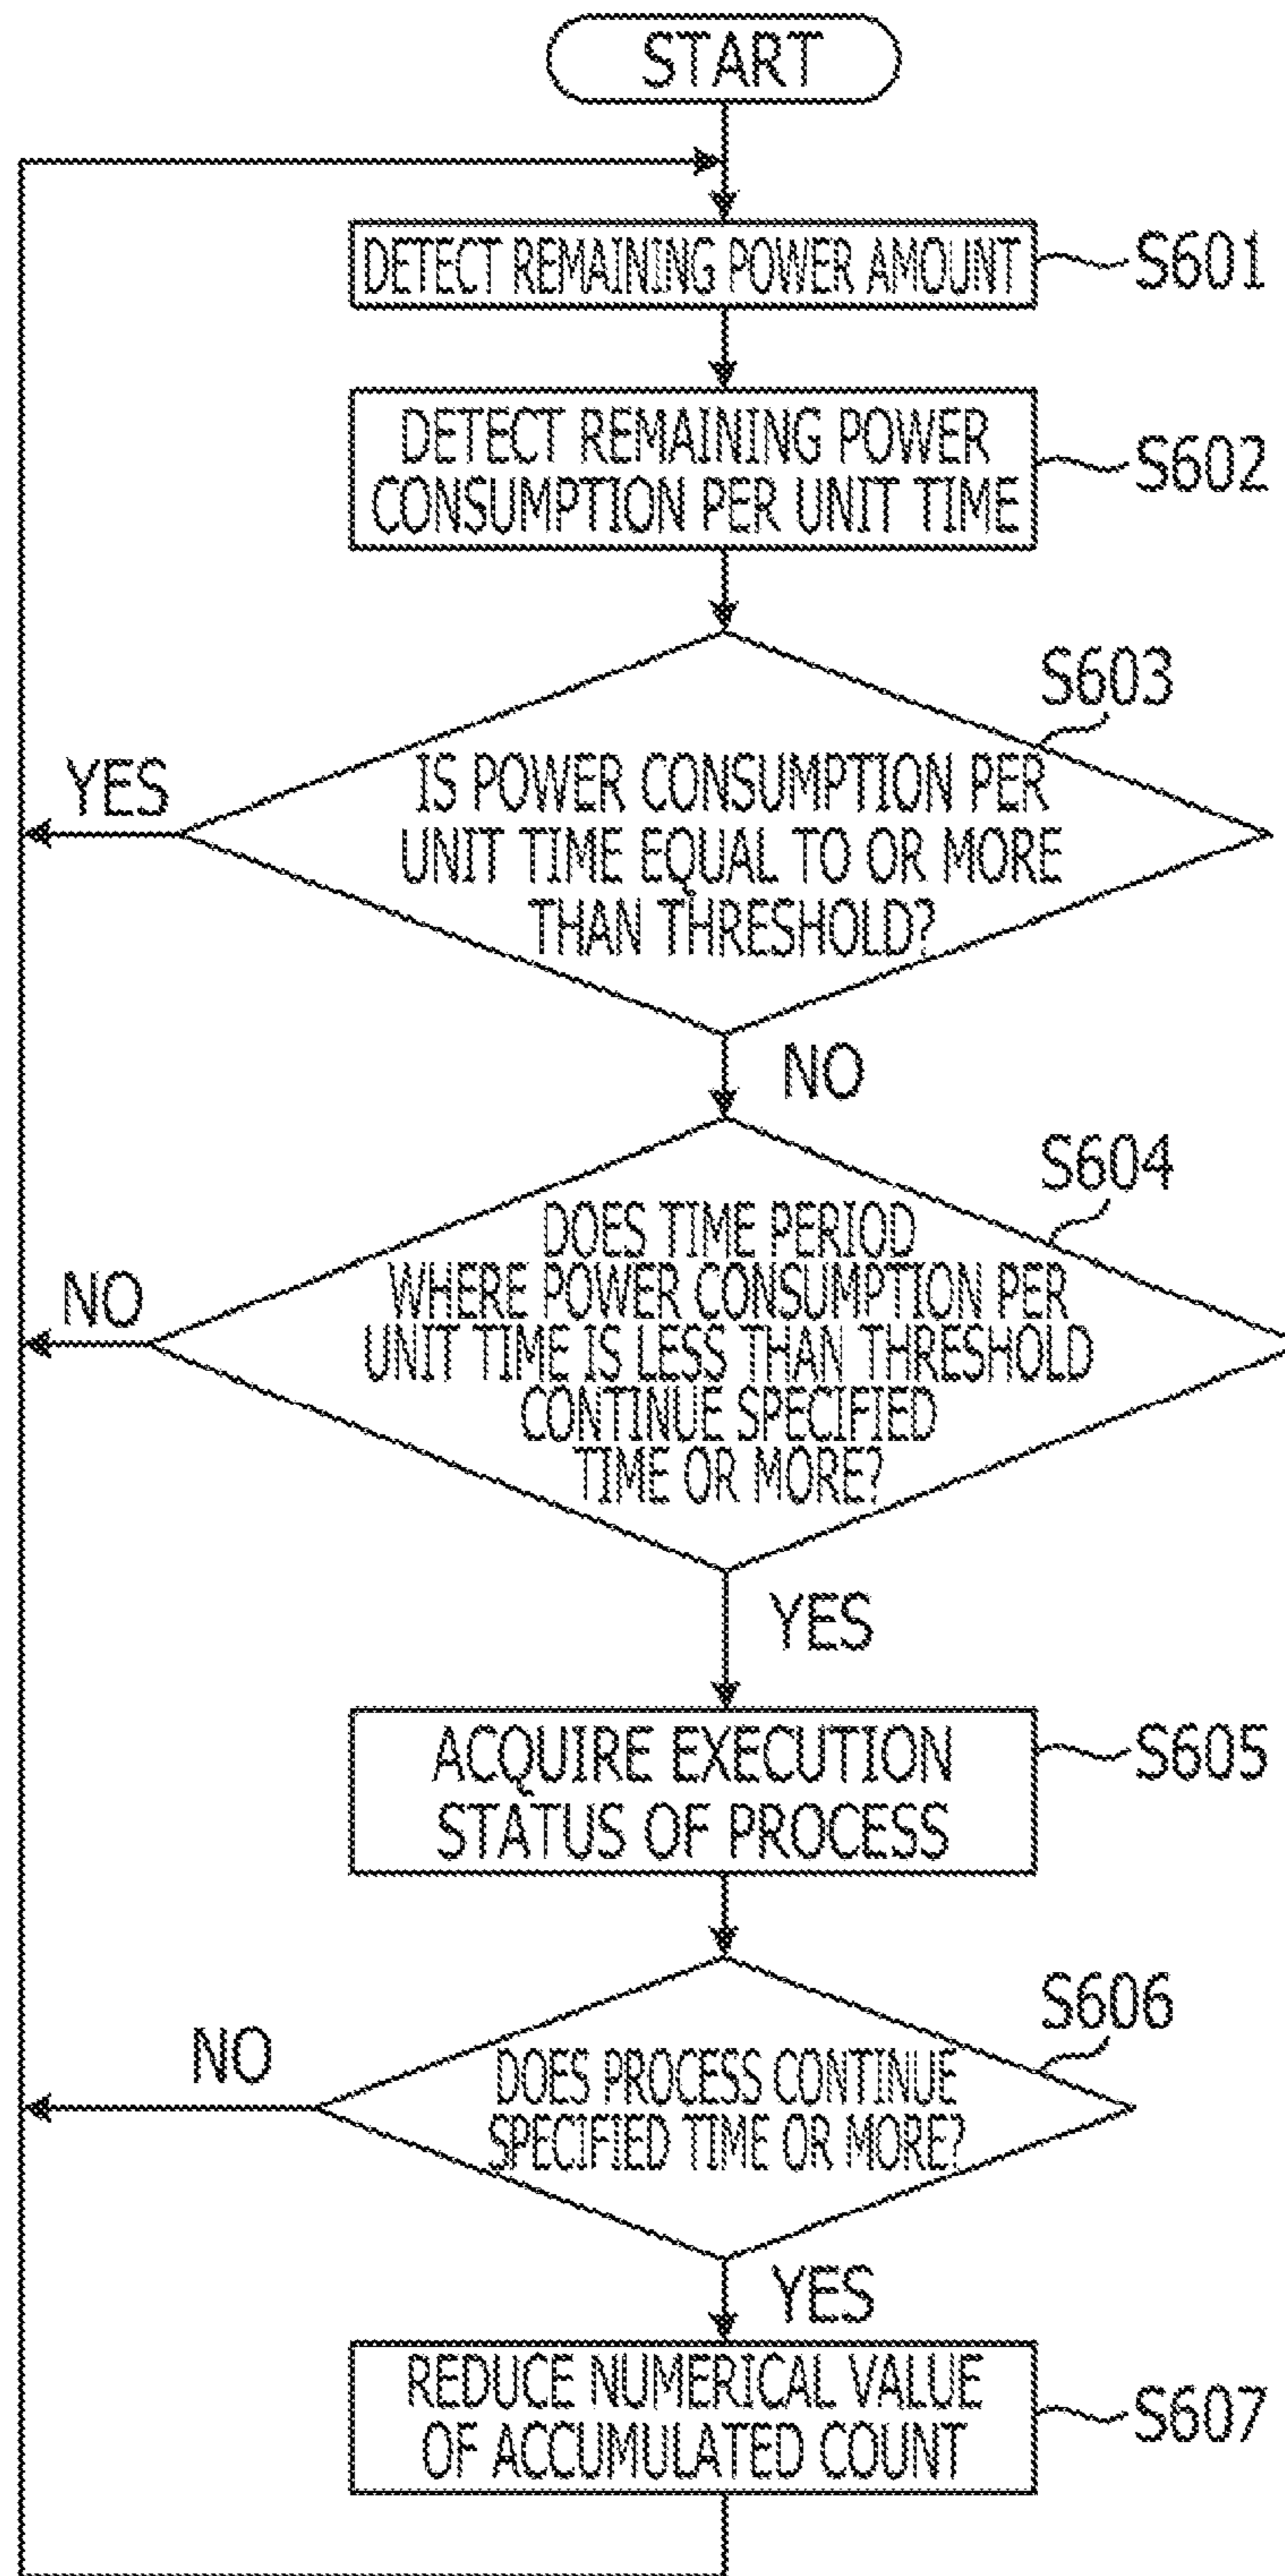 START
DETECT REMAINING POWER AMOUNT
S601
DETECT REMAINING POWER
CONSUMPTION PER UNIT TIME
S602
S603
IS POWER CONSUMPTION PER
UNIT TIME EQUAL TO OR MORE
THAN THRESHOLD?
YES
NO
S604
DOES TIME PERIOD
WHERE POWER CONSUMPTION PER
UNIT TIME IS LESS THAN THRESHOLD
CONTINUE SPECIFIED
TIME OR MORE?
NO
YES
ACQUIRE EXECUTION
STATUS OF PROCESS
S605
S606
DOES PROCESS CONTINUE
SPECIFIED TIME OR MORE?
NO
YES
REDUCE NUMERICAL VALUE
OF ACCUMULATED COUNT
S607